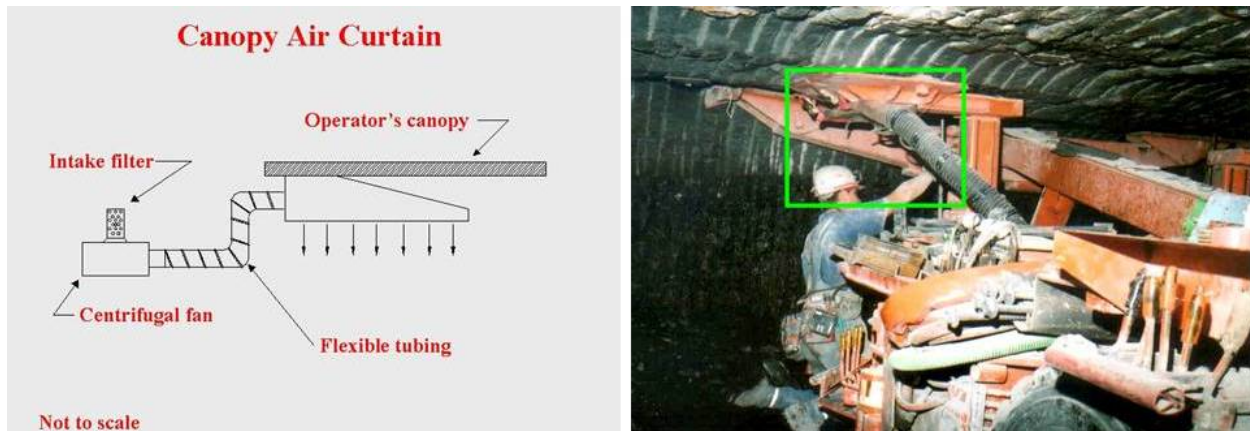 Canopy Air Curtain
Operator's canopy
Intake filter
Centrifugal fan
Flexible tubing
Not to scale